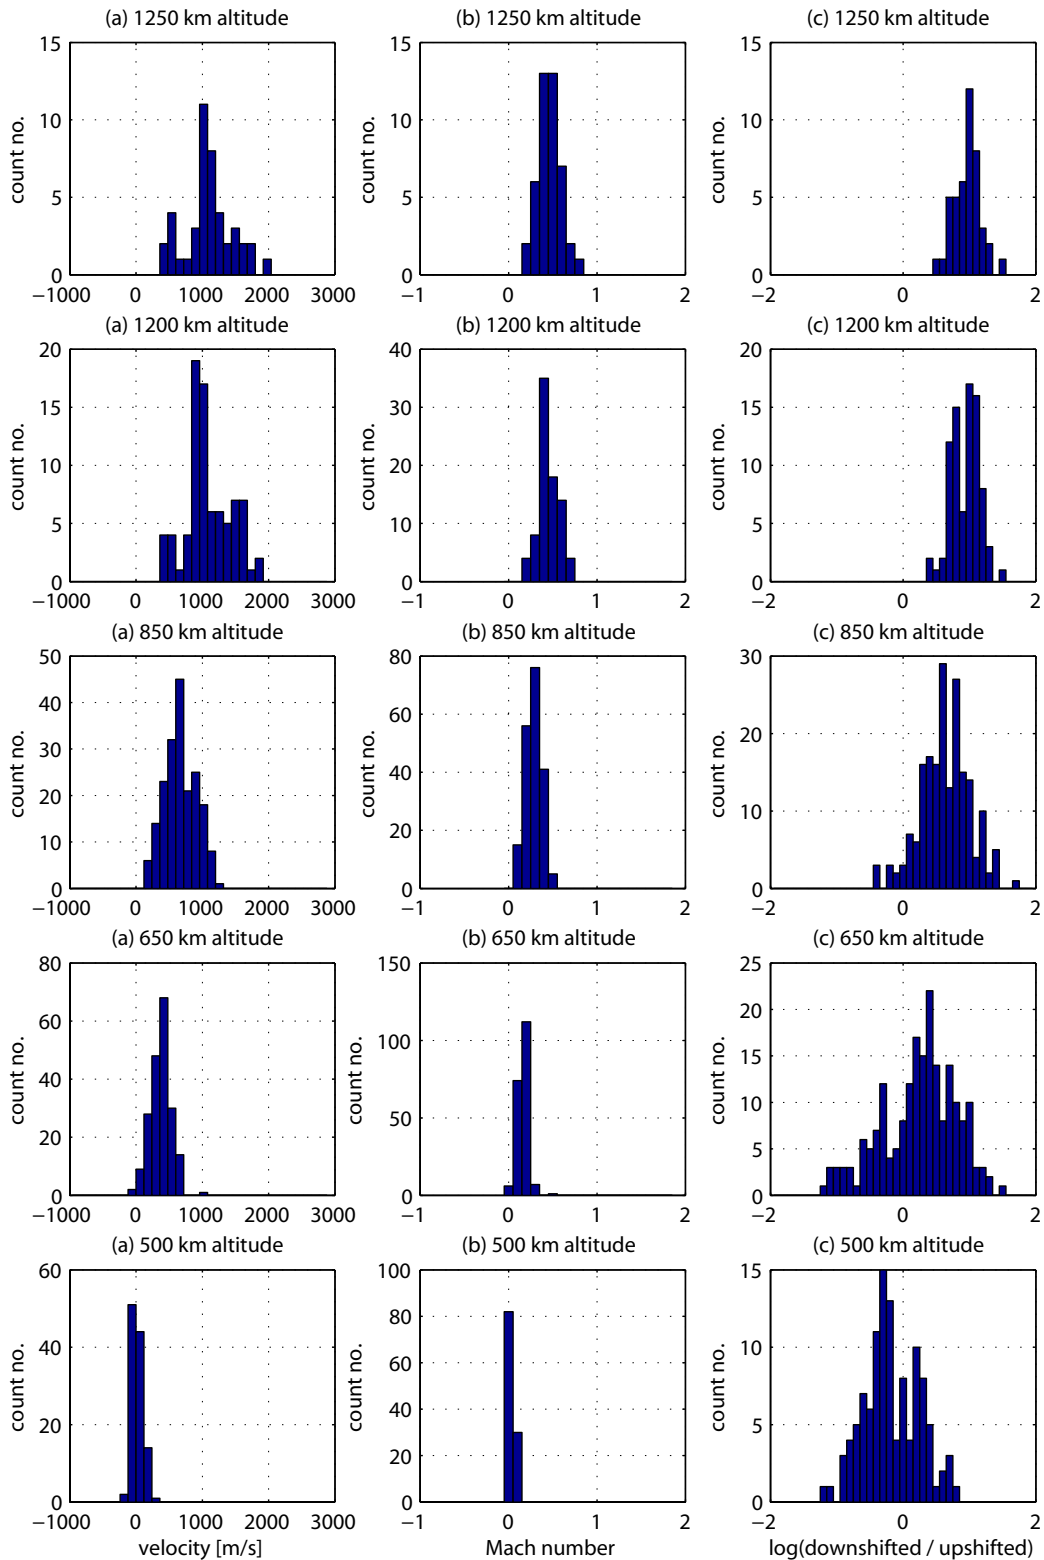 (a) 1250 km altitude (b) 1250 km altitude (c) 1250 km altitude
15 15 15
10 10 10
5 5 5
0 0 0
count no. count no. count no.
−1000 0 1000 2000 3000 −1 0 1 2 −2 0 2
(a) 1200 km altitude (b) 1200 km altitude (c) 1200 km altitude
20 40 20
15 30 15
10 20 10
5 10 5
0 0 0
count no. count no. count no.
−1000 0 1000 2000 3000 −1 0 1 2 −2 0 2
(a) 850 km altitude (b) 850 km altitude (c) 850 km altitude
50 80 30
40 60 20
30 40 10
20 20 0
10 0
0
count no. count no. count no.
−1000 0 1000 2000 3000 −1 0 1 2 −2 0 2
(a) 650 km altitude (b) 650 km altitude (c) 650 km altitude
80 150 25
60 100 20
40 50 15
20 0 10
0 5
0
count no. count no. count no.
−1000 0 1000 2000 3000 −1 0 1 2 −2 0 2
(a) 500 km altitude (b) 500 km altitude (c) 500 km altitude
60 100 15
40 80 10
20 60 5
0 40 0
20
0
count no. count no. count no.
−1000 0 1000 2000 3000 −1 0 1 2 −2 0 2
velocity [m/s] Mach number log(downshifted / upshifted)